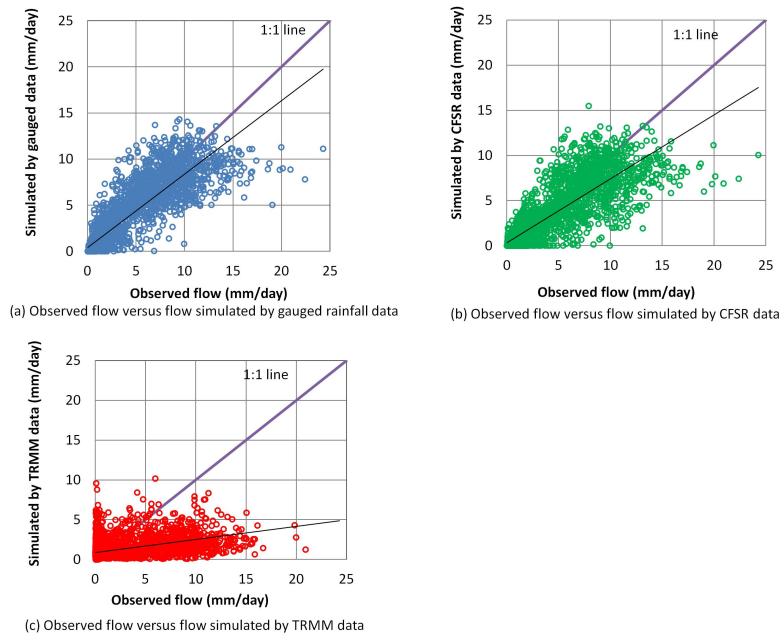 1:1 line
Simulated by gauged data (mm/day)
25
20
15
10
5
0
0 5 10 15 20 25
Observed flow (mm/day)
(a) Observed flow versus flow simulated by gauged rainfall data
1:1 line
Simulated by CFSR data (mm/day)
25
20
15
10
5
0
0 5 10 15 20 25
Observed flow (mm/day)
(b) Observed flow versus flow simulated by CFSR data
1:1 line
Simulated by TRMM data (mm/day)
25
20
15
10
5
0
0 5 10 15 20 25
Observed flow (mm/day)
(c) Observed flow versus flow simulated by TRMM data